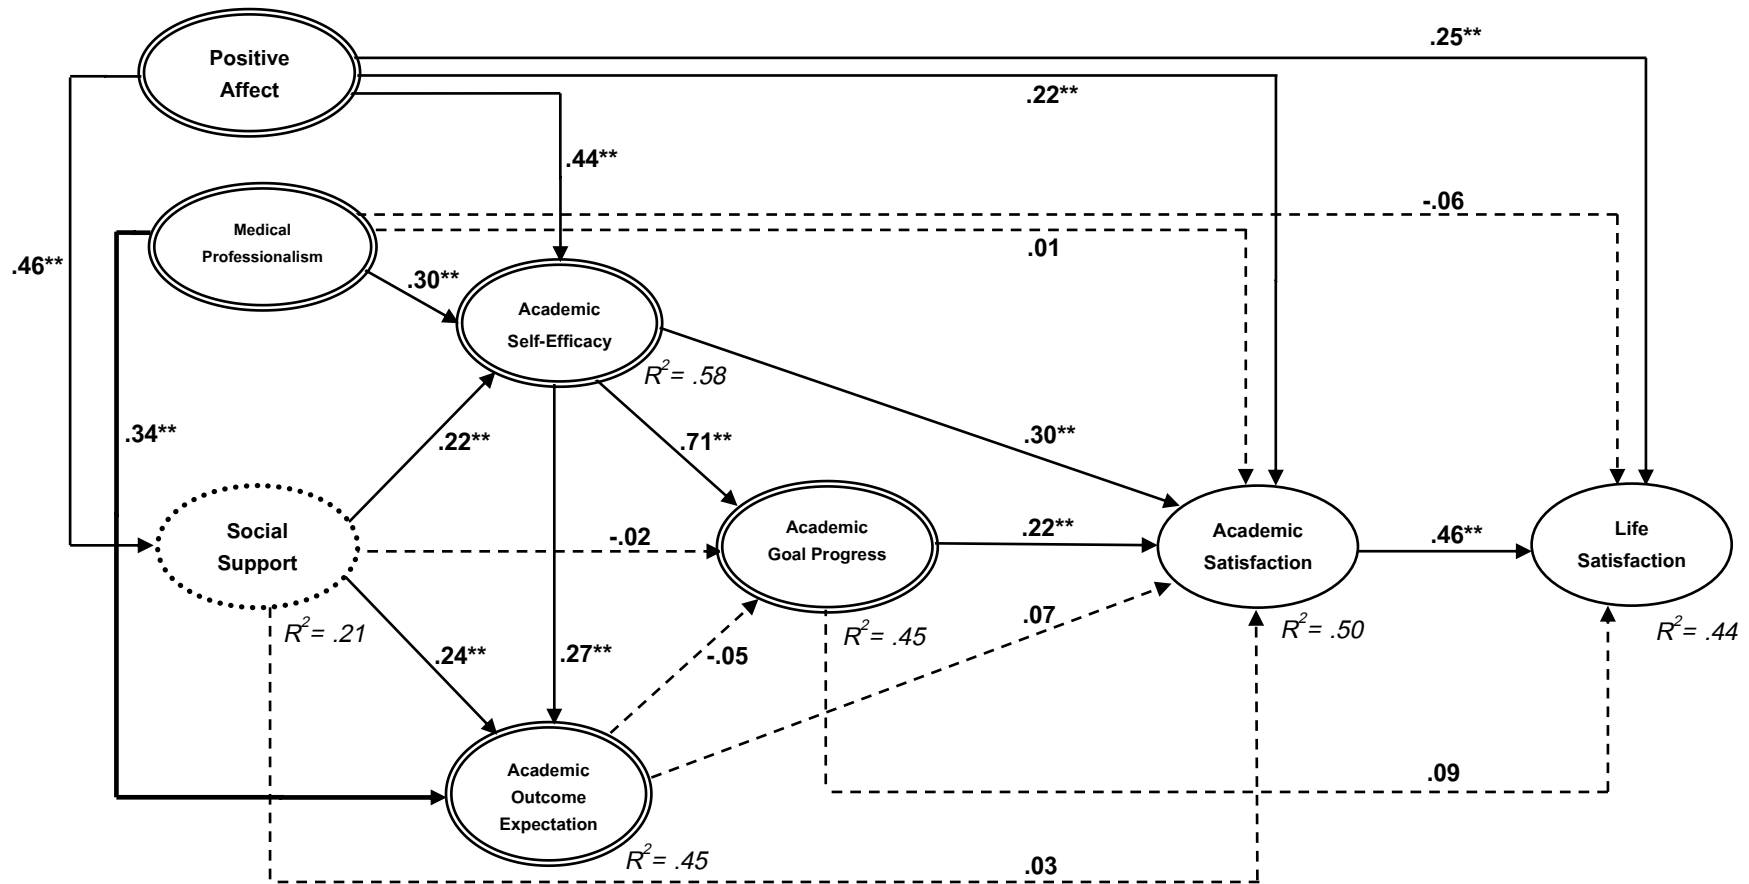 Positive
Affect
.25**
.22**
.44**
Medical
Professionalism
-.06
.01
.46**
.30**
Academic
Self-Efficacy
R2= .58
.34**
.22**
.71**
.30**
Social
Support
R2= .21
-.02
Academic
Goal Progress
R2= .45
.22**
Academic
Satisfaction
R2= .50
.46**
Life
Satisfaction
R2= .44
.24**
.27**
-.05
.07
Academic
Outcome
Expectation
R2= .45
.09
.03